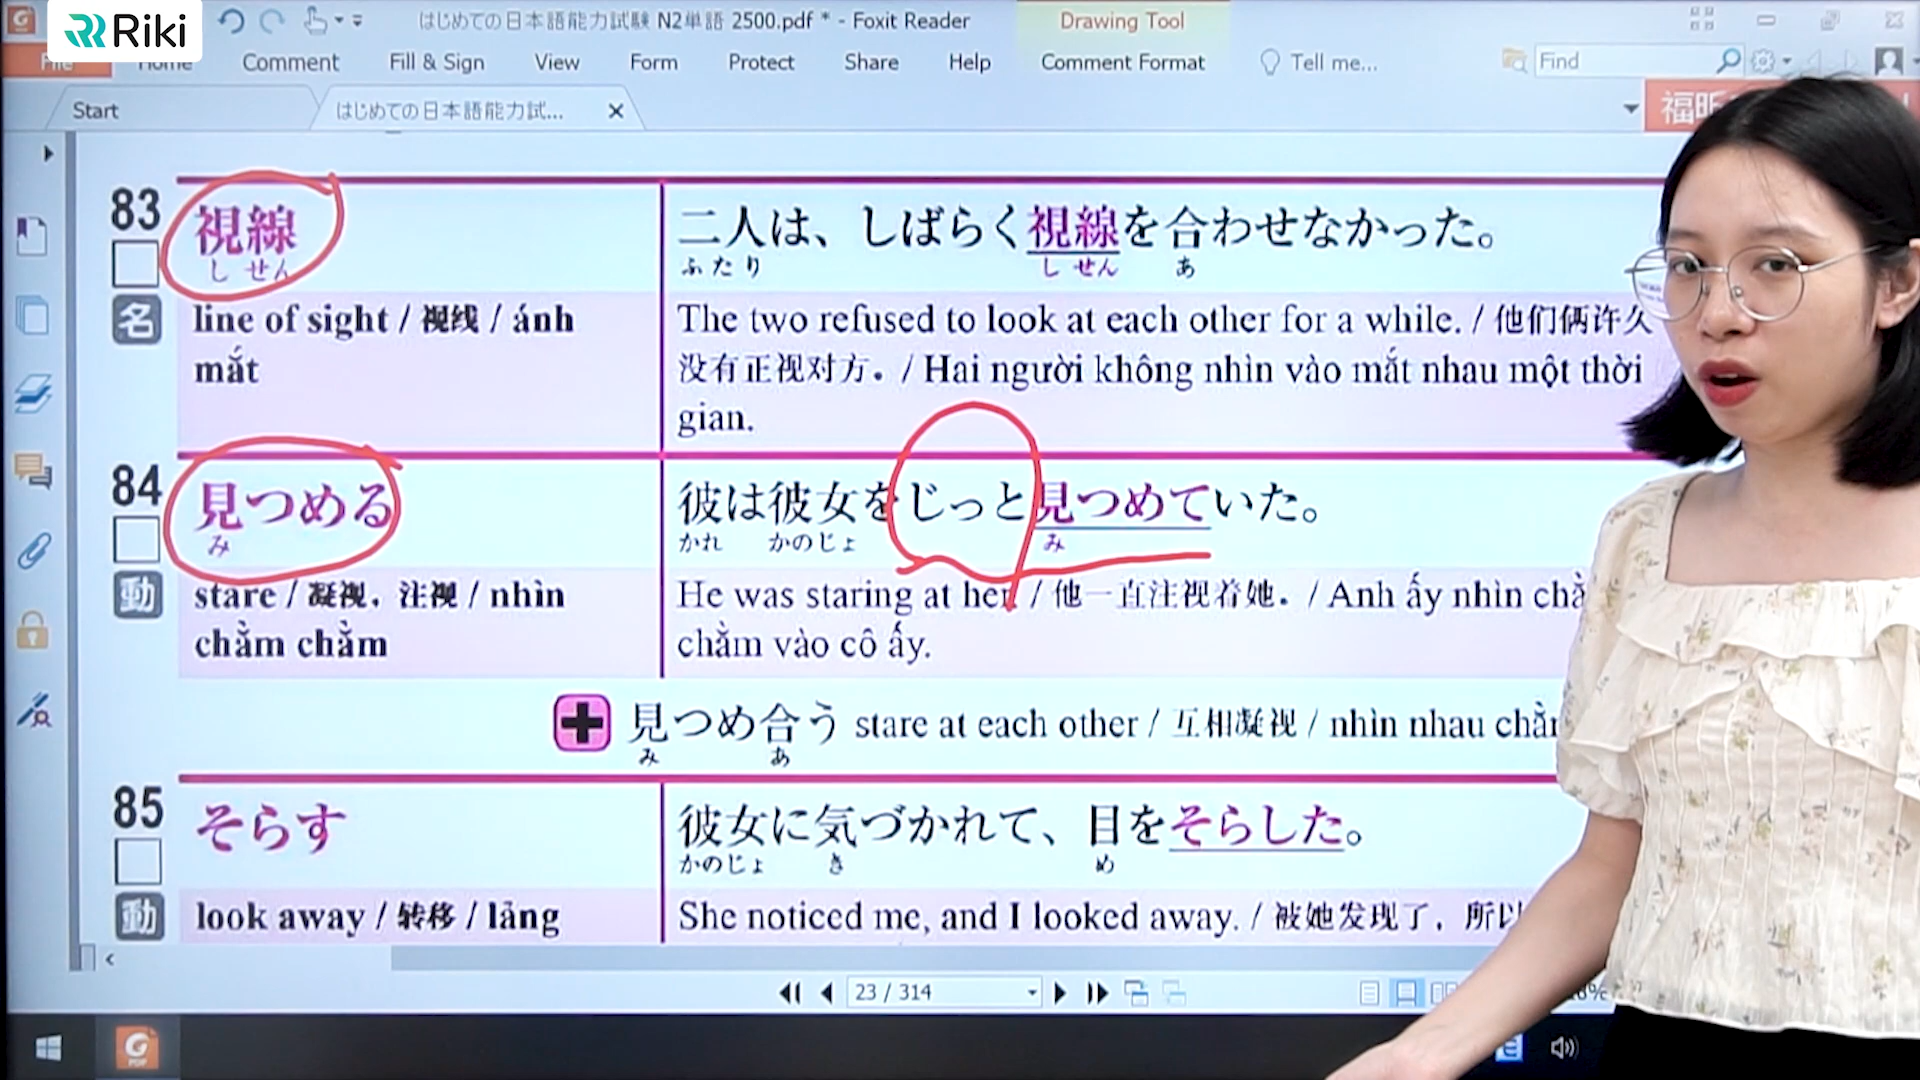 Riki
はじめての日本語能力試験 N2単語 2500.pdf * - Foxit Reader
Drawing Tool
File Home Comment Fill & Sign View Form Protect Share Help Comment Format Tell me... Find
Start
はじめての日本語能力試...
83
視線
し せん
二人は、しばらく視線を合わせなかった。
ふたり し せん あ
名
line of sight / 视线 / ánh
mắt
The two refused to look at each other for a while. / 他们俩许久
没有正视对方。/ Hai người không nhìn vào mắt nhau một thời
gian.
84
見つめる
み
彼は彼女をじっと見つめていた。
かれ かのじょ み
動
stare / 凝视，注视 / nhìn
chằm chằm
He was staring at her. / 他一直注视着她。/ Anh ấy nhìn
chằm vào cô ấy.
見つめ合う stare at each other / 互相凝视 / nhìn nhau
み あ
85
そらす
彼女に気づかれて、目をそらした。
かのじょ き め
動
look away / 转移 / lảng
She noticed me, and I looked away. / 被她发现了，所以
23 / 314
G
PDF